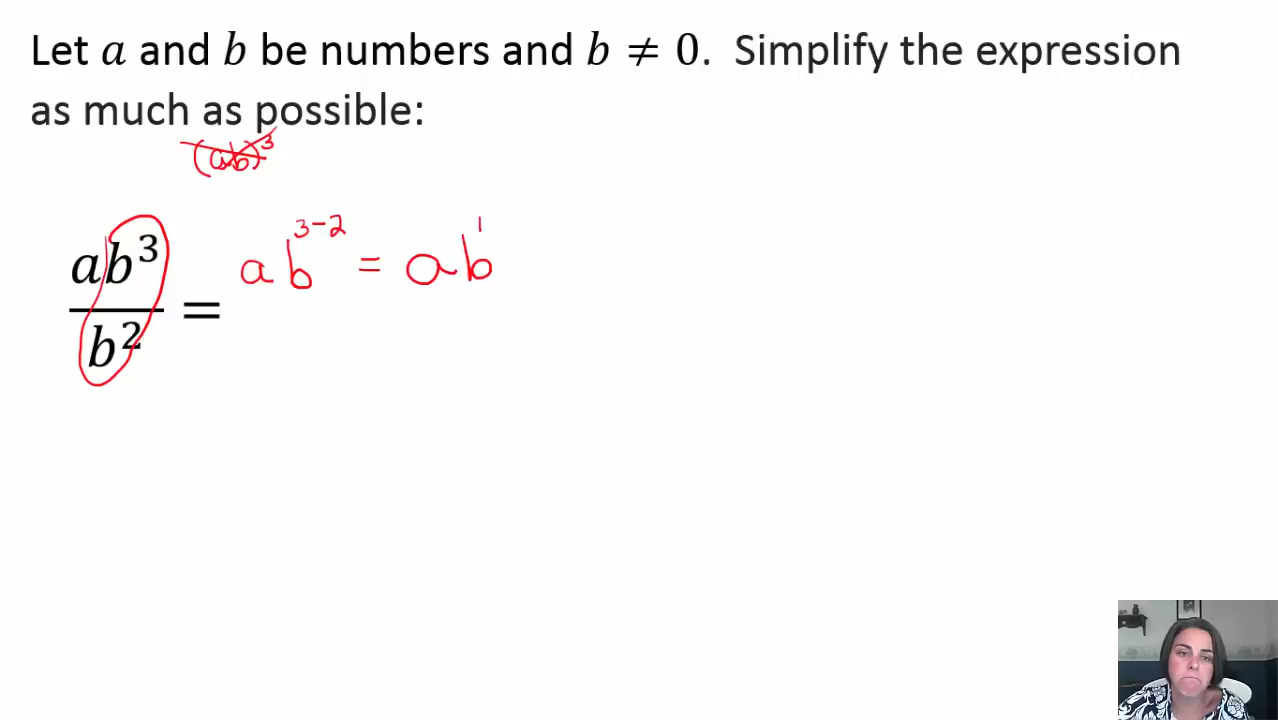 Let a and b be numbers and b ≠ 0. Simplify the expression
as much as possible:
(ab)³
ab³/b² = ab³⁻² = ab¹